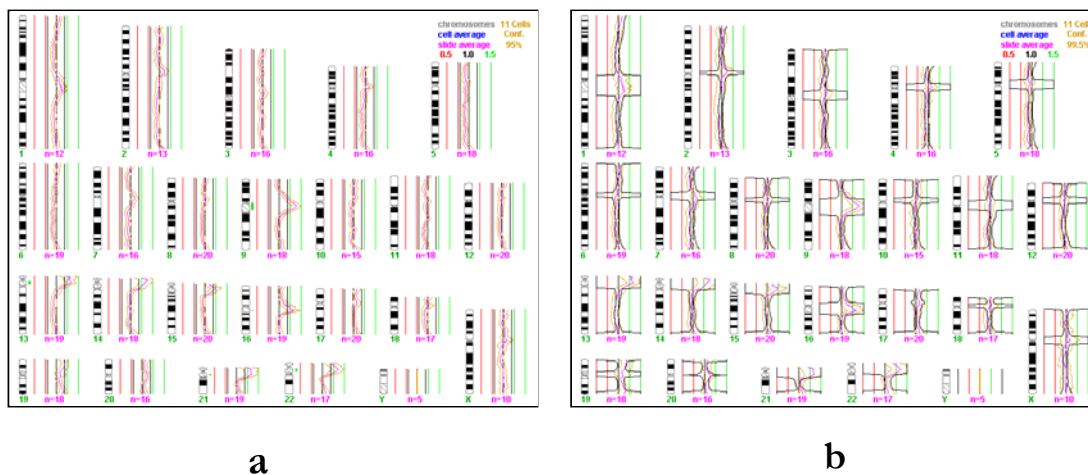 chromosomes 11 Cells
cell average Conf.
slide average 95%
0.5 1.0 1.5
1 n=12 2 n=13 3 n=16 4 n=16 5 n=18
6 n=19 7 n=16 8 n=20 9 n=18 10 n=15 11 n=18 12 n=20
13 n=19 14 n=18 15 n=20 16 n=19 17 n=20 18 n=17
19 n=18 20 n=16 21 n=19 22 n=17 Y n=5 X n=10
a
chromosomes 11 Cells
cell average Conf.
slide average 99.5%
0.5 1.0 1.5
1 n=12 2 n=13 3 n=16 4 n=16 5 n=18
6 n=19 7 n=16 8 n=20 9 n=18 10 n=15 11 n=18 12 n=20
13 n=19 14 n=18 15 n=20 16 n=19 17 n=20 18 n=17
19 n=18 20 n=16 21 n=19 22 n=17 Y n=5 X n=10
b